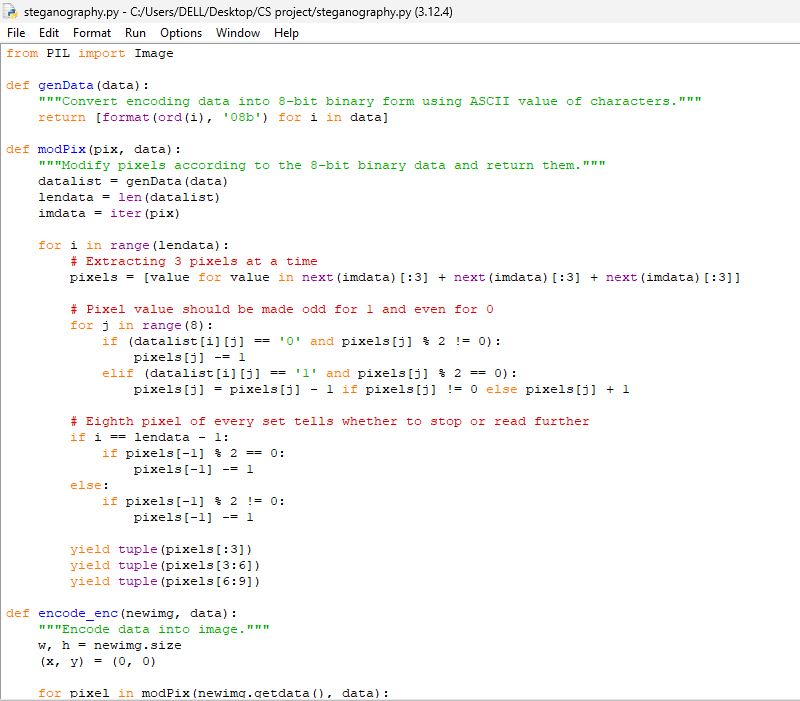 steganography.py - C:/Users/DELL/Desktop/CS project/steganography.py (3.12.4)
File Edit Format Run Options Window Help
from PIL import Image

def genData(data):
    """Convert encoding data into 8-bit binary form using ASCII value of characters."""
    return [format(ord(i), '08b') for i in data]

def modPix(pix, data):
    """Modify pixels according to the 8-bit binary data and return them."""
    datalist = genData(data)
    lendata = len(datalist)
    imdata = iter(pix)

    for i in range(lendata):
        # Extracting 3 pixels at a time
        pixels = [value for value in next(imdata)[:3] + next(imdata)[:3] + next(imdata)[:3]]

        # Pixel value should be made odd for 1 and even for 0
        for j in range(8):
            if (datalist[i][j] == '0' and pixels[j] % 2 != 0):
                pixels[j] -= 1
            elif (datalist[i][j] == '1' and pixels[j] % 2 == 0):
                pixels[j] = pixels[j] - 1 if pixels[j] != 0 else pixels[j] + 1

        # Eighth pixel of every set tells whether to stop or read further
        if i == lendata - 1:
            if pixels[-1] % 2 == 0:
                pixels[-1] -= 1
        else:
            if pixels[-1] % 2 != 0:
                pixels[-1] -= 1

        yield tuple(pixels[:3])
        yield tuple(pixels[3:6])
        yield tuple(pixels[6:9])

def encode_enc(newimg, data):
    """Encode data into image."""
    w, h = newimg.size
    (x, y) = (0, 0)

    for pixel in modPix(newimg.getdata(), data):